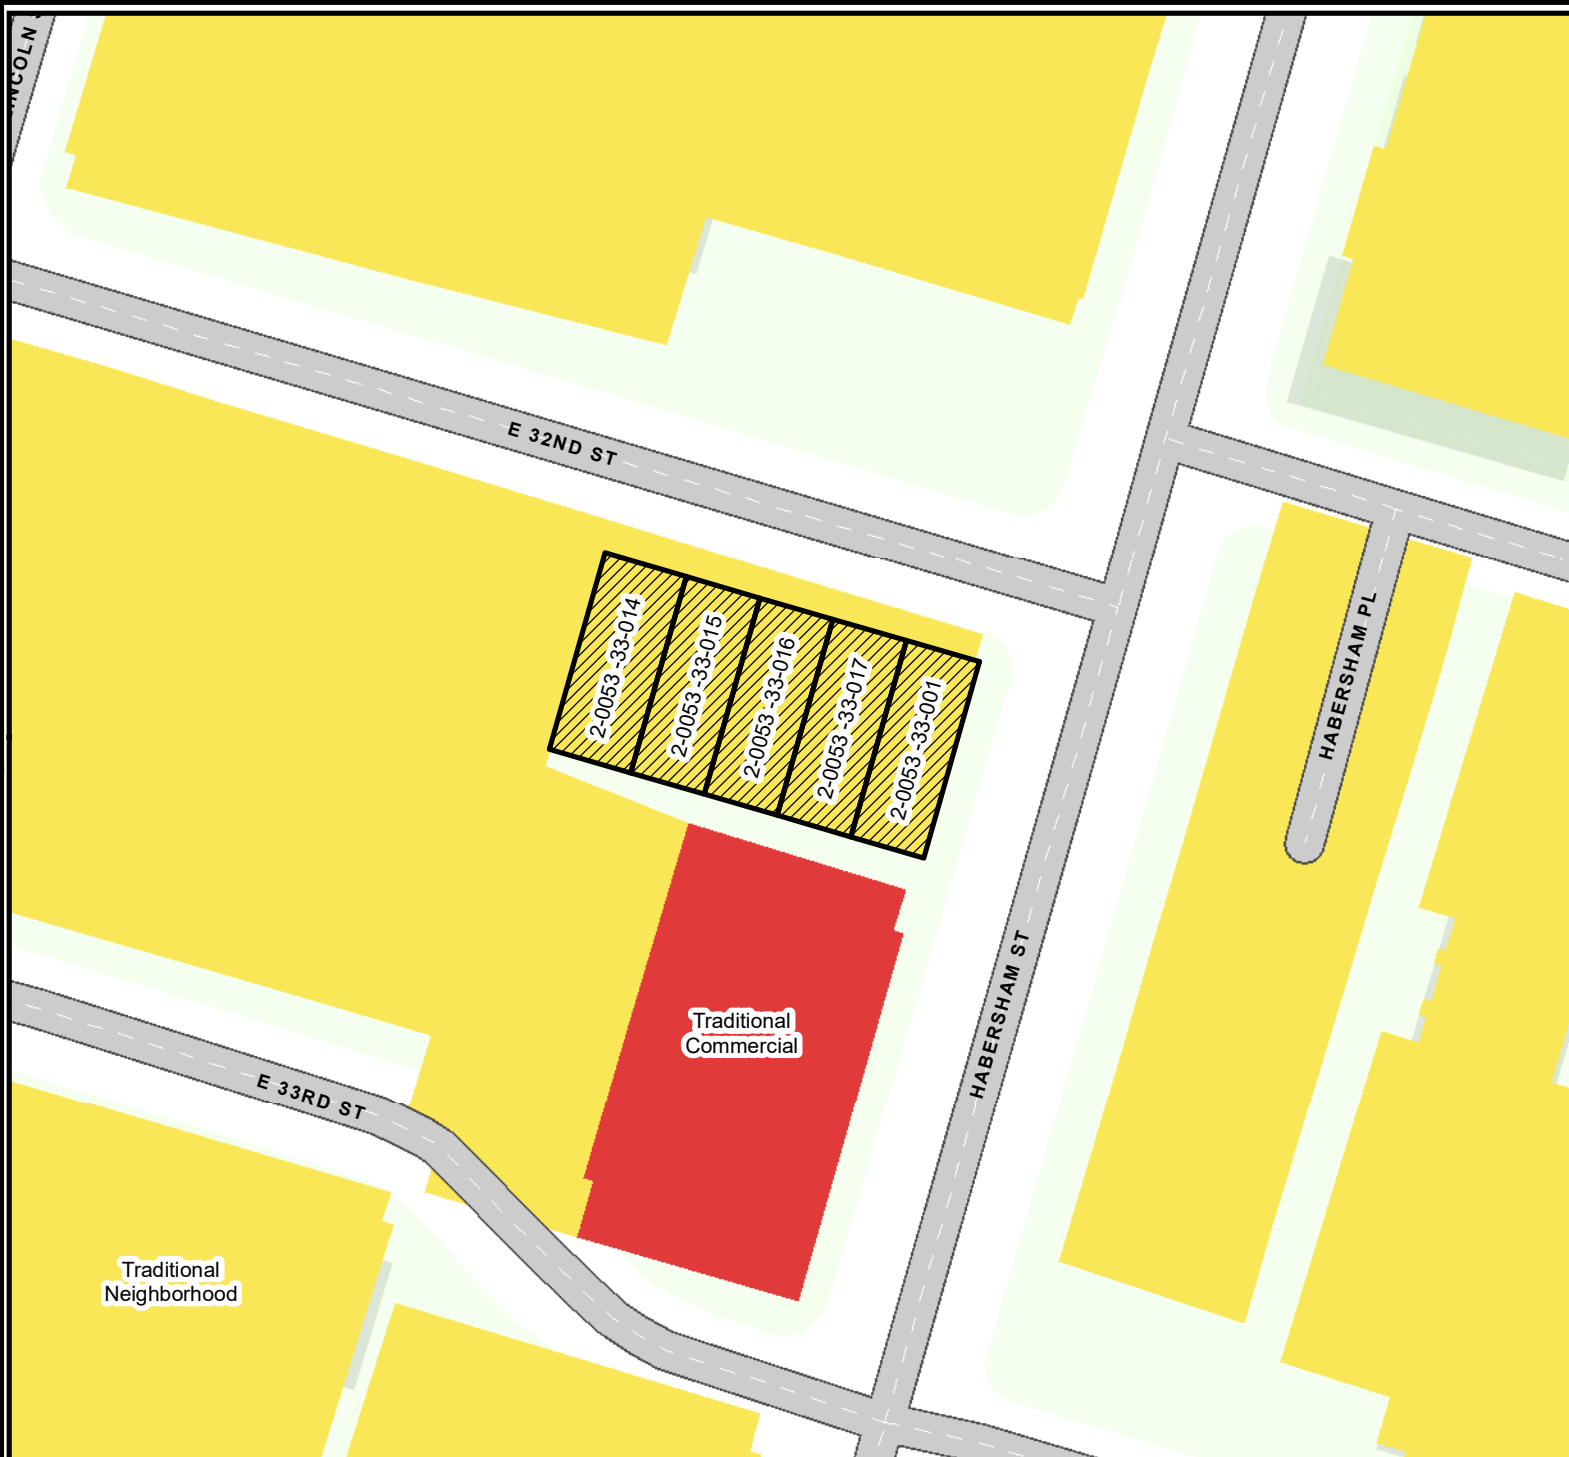 E 32ND ST
2-0053 -33-014
2-0053 -33-015
2-0053 -33-016
2-0053 -33-017
2-0053 -33-001
HABERSHAM PL
HABERSHAM ST
Traditional
Commercial
E 33RD ST
Traditional
Neighborhood